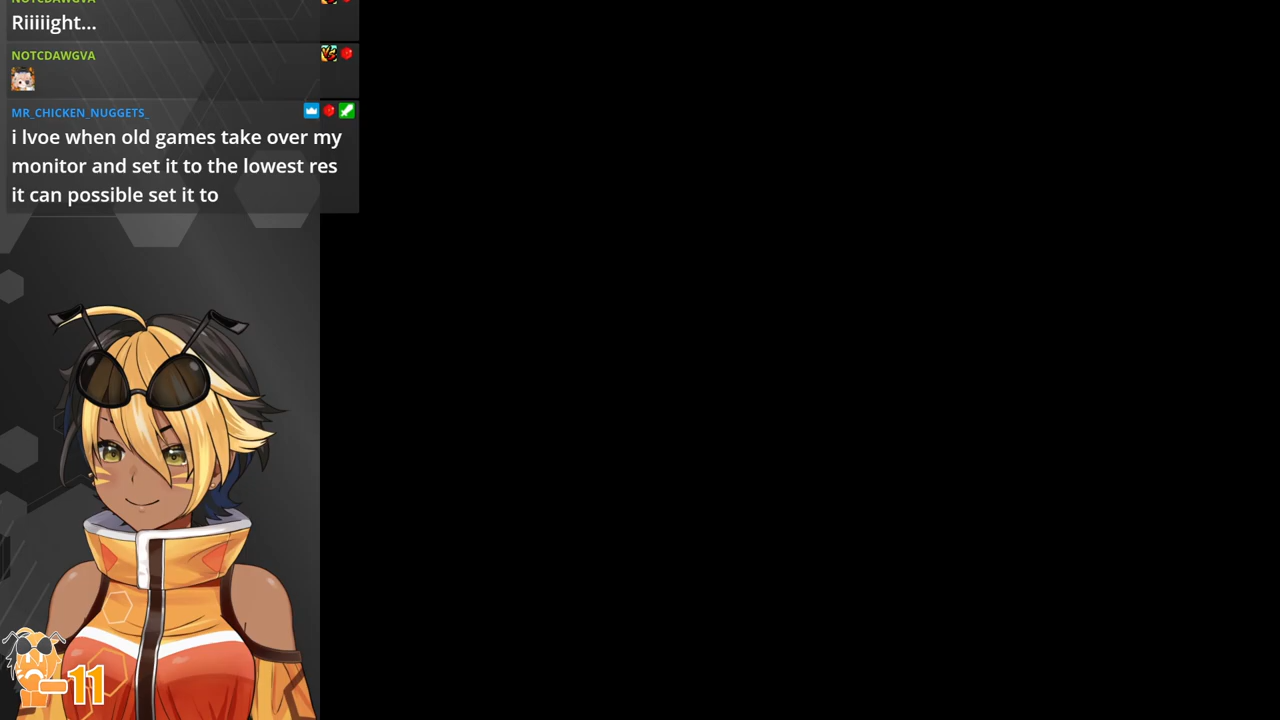 NOTCDAWGVA
Riiiiight...
NOTCDAWGVA
MR_CHICKEN_NUGGETS_
i lvoe when old games take over my
monitor and set it to the lowest res
it can possible set it to
-11